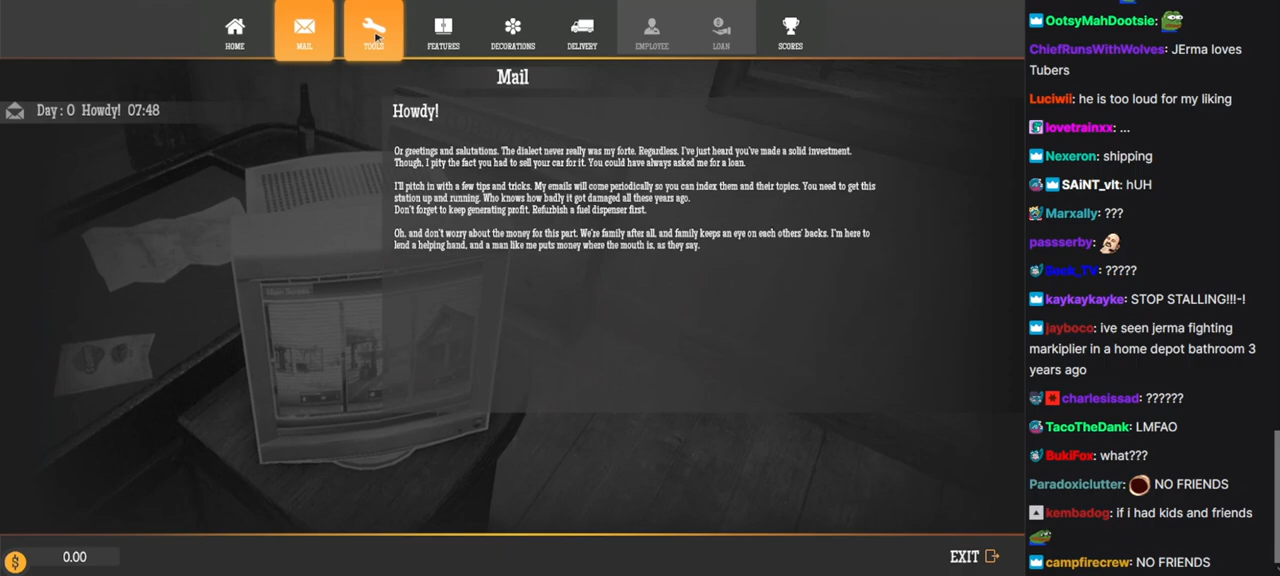 HOME MAIL TOOLS FEATURES DECORATIONS DELIVERY EMPLOYEE LOAN SCORES
Mail
Day : 0 Howdy! 07:48
Howdy!
Or greetings and salutations. The dialect never really was my forte. Regardless, I've just heard you've made a solid investment.
Though, I pity the fact you had to sell your car for it. You could have always asked me for a loan.
I'll pitch in with a few tips and tricks. My emails will come periodically so you can index them and their topics. You need to get this
station up and running. Who knows how badly it got damaged all these years ago.
Don't forget to keep generating profit. Refurbish a fuel dispenser first.
Oh, and don't worry about the money for this part. We're family after all, and family keeps an eye on each others' backs. I'm here to
lend a helping hand, and a man like me puts money where the mouth is, as they say.
0.00
EXIT
OotsyMahDootsie:
ChiefRunsWithWolves: JErma loves
Tubers
Luciwii: he is too loud for my liking
lovetrainxx: ...
Nexeron: shipping
SAiNT_vlt: hUH
Marxally: ???
passserby:
Sock_TV: ?????
kaykaykayke: STOP STALLING!!!-!
jayboco: ive seen jerma fighting
markiplier in a home depot bathroom 3
years ago
charlesissad: ??????
TacoTheDank: LMFAO
BukiFox: what???
Paradoxiclutter: NO FRIENDS
kembadog: if i had kids and friends
campfirecrew: NO FRIENDS